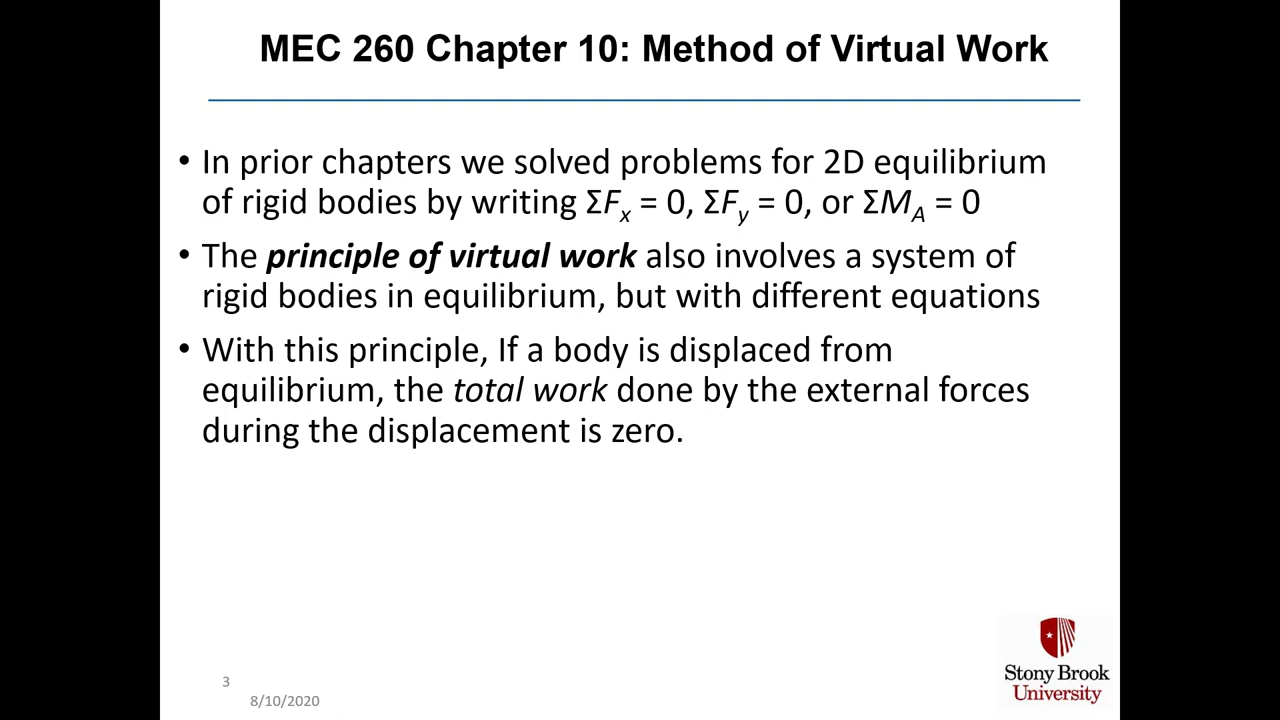 MEC 260 Chapter 10: Method of Virtual Work
• In prior chapters we solved problems for 2D equilibrium
of rigid bodies by writing ΣFx = 0, ΣFy = 0, or ΣMA = 0
• The principle of virtual work also involves a system of
rigid bodies in equilibrium, but with different equations
• With this principle, If a body is displaced from
equilibrium, the total work done by the external forces
during the displacement is zero.
3
8/10/2020
Stony Brook
University